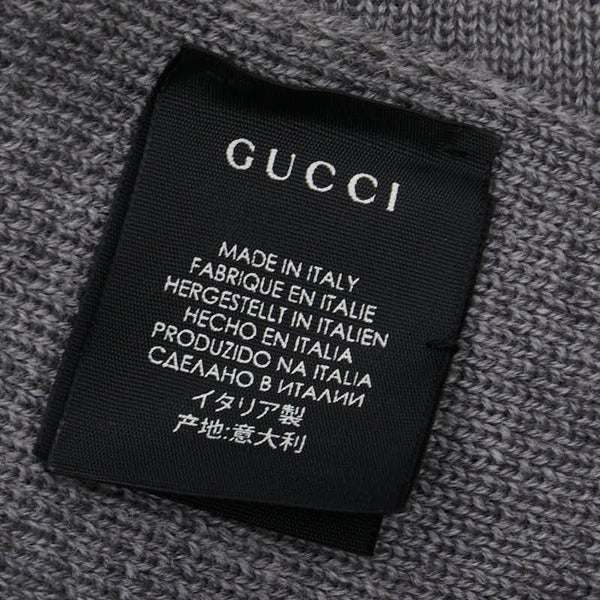 GUCCI
MADE IN ITALY
FABRIQUE EN ITALIE
HERGESTELLT IN ITALIEN
HECHO EN ITALIA
PRODUZIDO NA ITALIA
СДЕЛАНО В ИТАЛИИ
イタリア製
产地:意大利